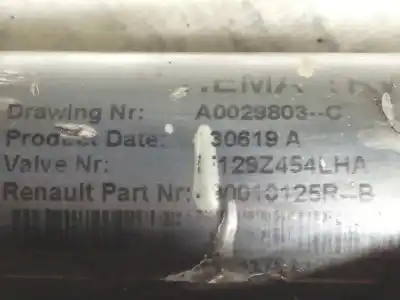 Drawing Nr: A0029803--C
Product Date: 30619 A
Valve Nr: 129Z454LHA
Renault Part Nr: 0010125R--B